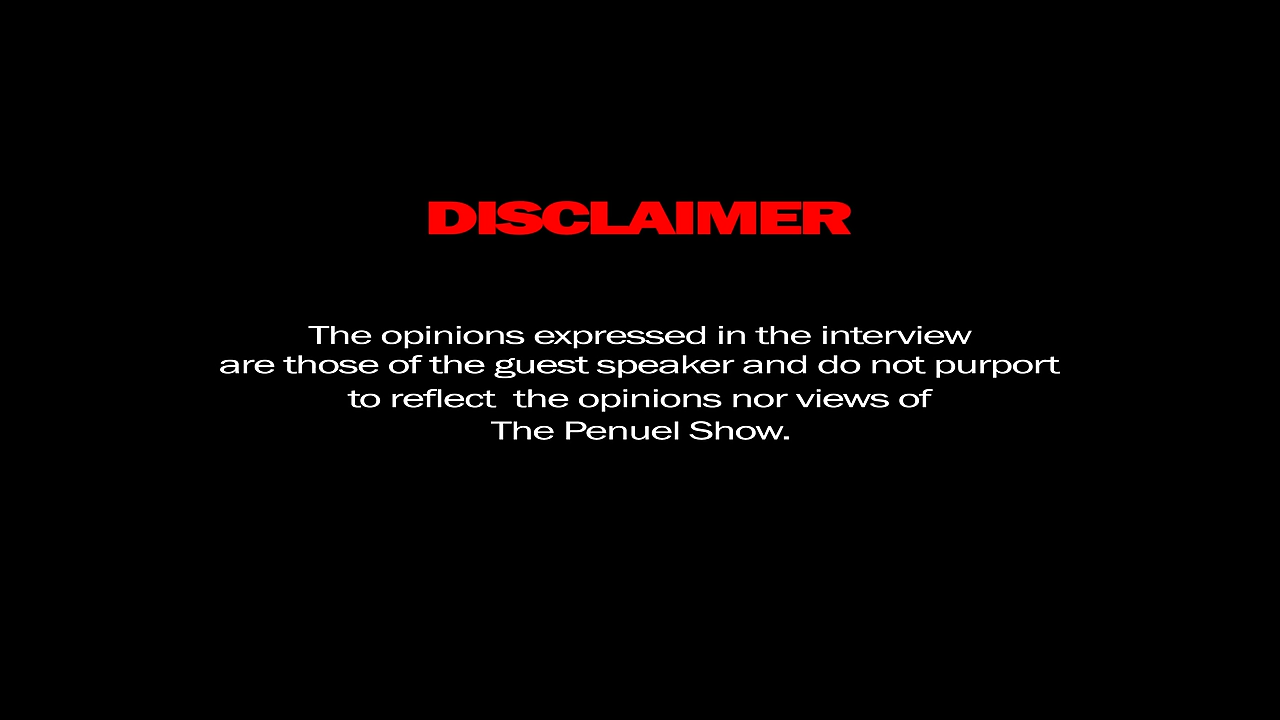 DISCLAIMER
The opinions expressed in the interview
are those of the guest speaker and do not purport
to reflect the opinions nor views of
The Penuel Show.